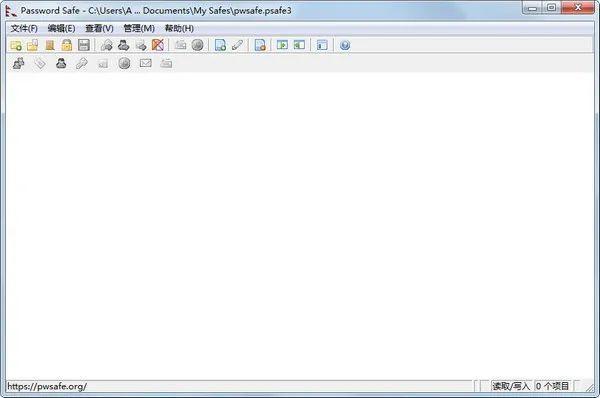 Password Safe - C:\Users\A ... Documents\My Safes\pwsafe.psafe3
文件(F) 编辑(E) 查看(V) 管理(M) 帮助(H)
https://pwsafe.org/ 读取/写入 0 个项目